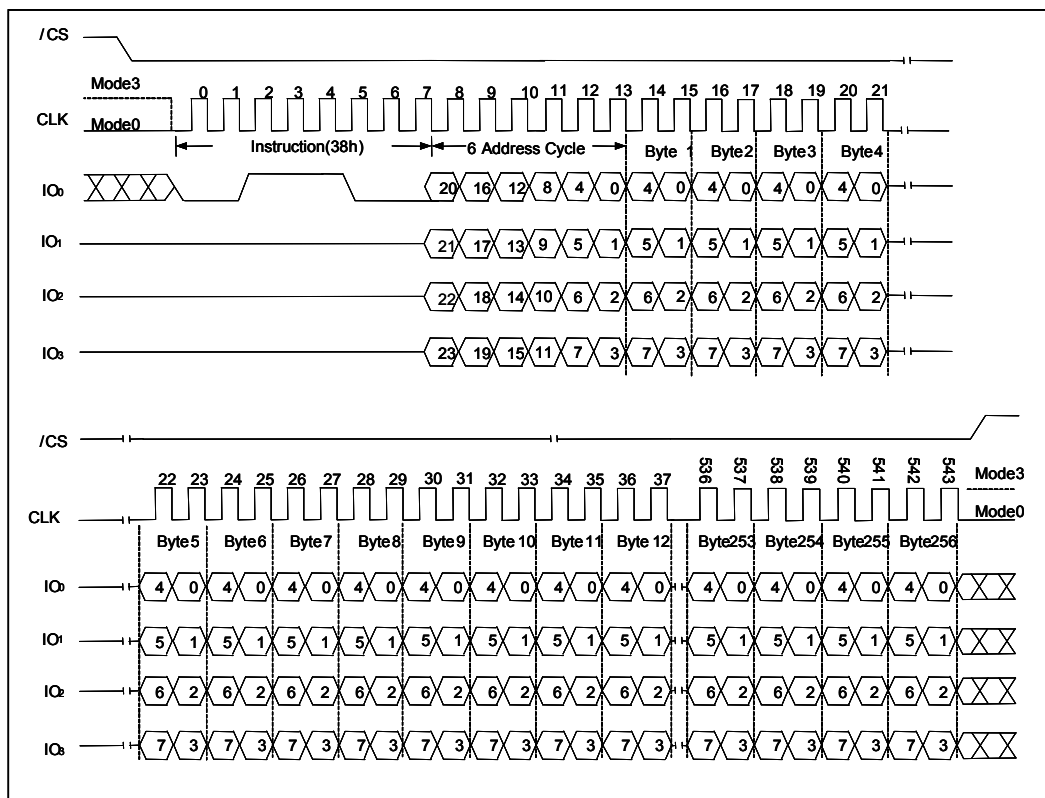 /CS
Mode3
0 1 2 3 4 5 6 7 8 9 10 11 12 13 14 15 16 17 18 19 20 21
CLK
Mode0
Instruction(38h) 6 Address Cycle Byte 1 Byte2 Byte3 Byte4
IO0 20 16 12 8 4 0 4 0 4 0 4 0 4 0
IO1 21 17 13 9 5 1 5 1 5 1 5 1 5 1
IO2 22 18 14 10 6 2 6 2 6 2 6 2 6 2
IO3 23 19 15 11 7 3 7 3 7 3 7 3 7 3
/CS
22 23 24 25 26 27 28 29 30 31 32 33 34 35 36 37 536 537 538 539 540 541 542 543 Mode3
CLK Mode0
Byte5 Byte6 Byte7 Byte8 Byte9 Byte10 Byte11 Byte12 Byte253 Byte254 Byte255 Byte256
IO0 4 0 4 0 4 0 4 0 4 0 4 0 4 0 4 0 4 0 4 0 4 0 4 0
IO1 5 1 5 1 5 1 5 1 5 1 5 1 5 1 5 1 5 1 5 1 5 1 5 1
IO2 6 2 6 2 6 2 6 2 6 2 6 2 6 2 6 2 6 2 6 2 6 2 6 2
IO3 7 3 7 3 7 3 7 3 7 3 7 3 7 3 7 3 7 3 7 3 7 3 7 3